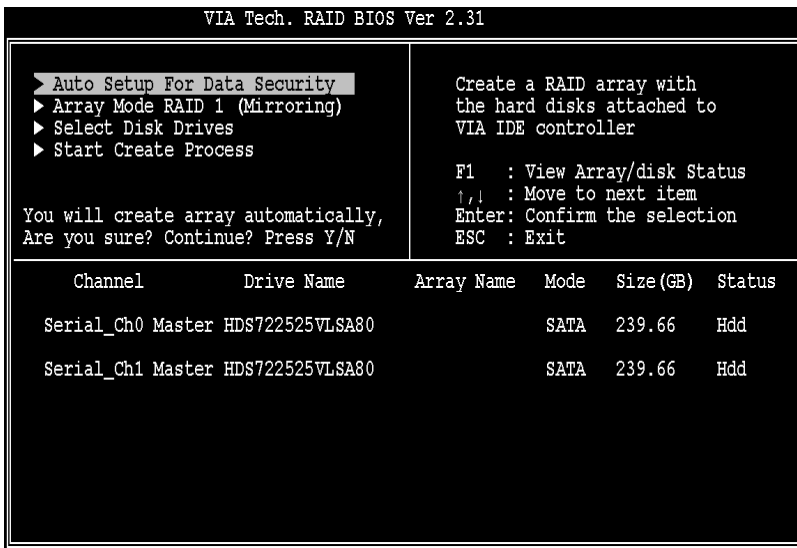 VIA Tech. RAID BIOS Ver 2.31
▶ Auto Setup For Data Security
▶ Array Mode RAID 1 (Mirroring)
▶ Select Disk Drives
▶ Start Create Process
You will create array automatically,
Are you sure? Continue? Press Y/N
Create a RAID array with
the hard disks attached to
VIA IDE controller
F1 : View Array/disk Status
↑,↓ : Move to next item
Enter: Confirm the selection
ESC : Exit
Channel Drive Name Array Name Mode Size(GB) Status
Serial_Ch0 Master HDS722525VLSA80 SATA 239.66 Hdd
Serial_Ch1 Master HDS722525VLSA80 SATA 239.66 Hdd